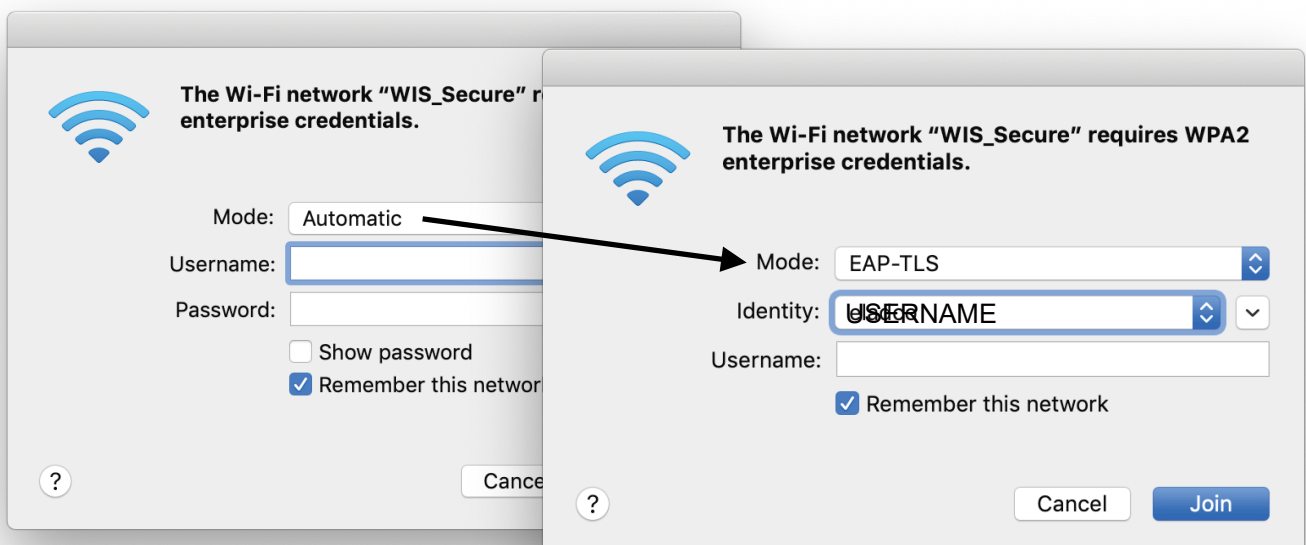 The Wi-Fi network “WIS_Secure” r
enterprise credentials.
Mode: Automatic
Username:
Password:
Show password
Remember this networ
?
Cance
The Wi-Fi network “WIS_Secure” requires WPA2
enterprise credentials.
Mode: EAP-TLS
Identity: USERNAME
Username:
Remember this network
?
Cancel
Join